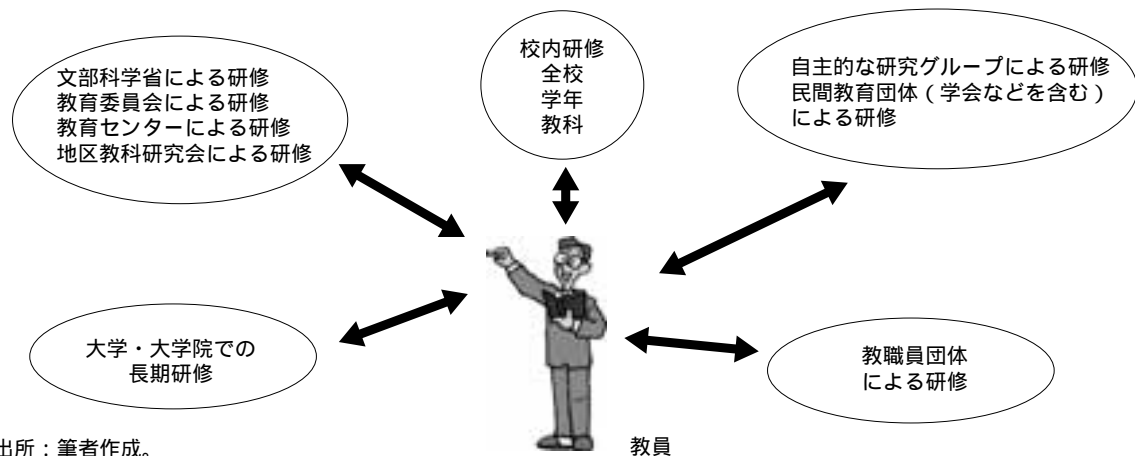 文部科学省による研修
教育委員会による研修
教育センターによる研修
地区教科研究会による研修
校内研修
全校
学年
教科
自主的な研究グループによる研修
民間教育団体(学会などを含む)
による研修
大学・大学院での
長期研修
教職員団体
による研修
教員
出所:筆者作成。